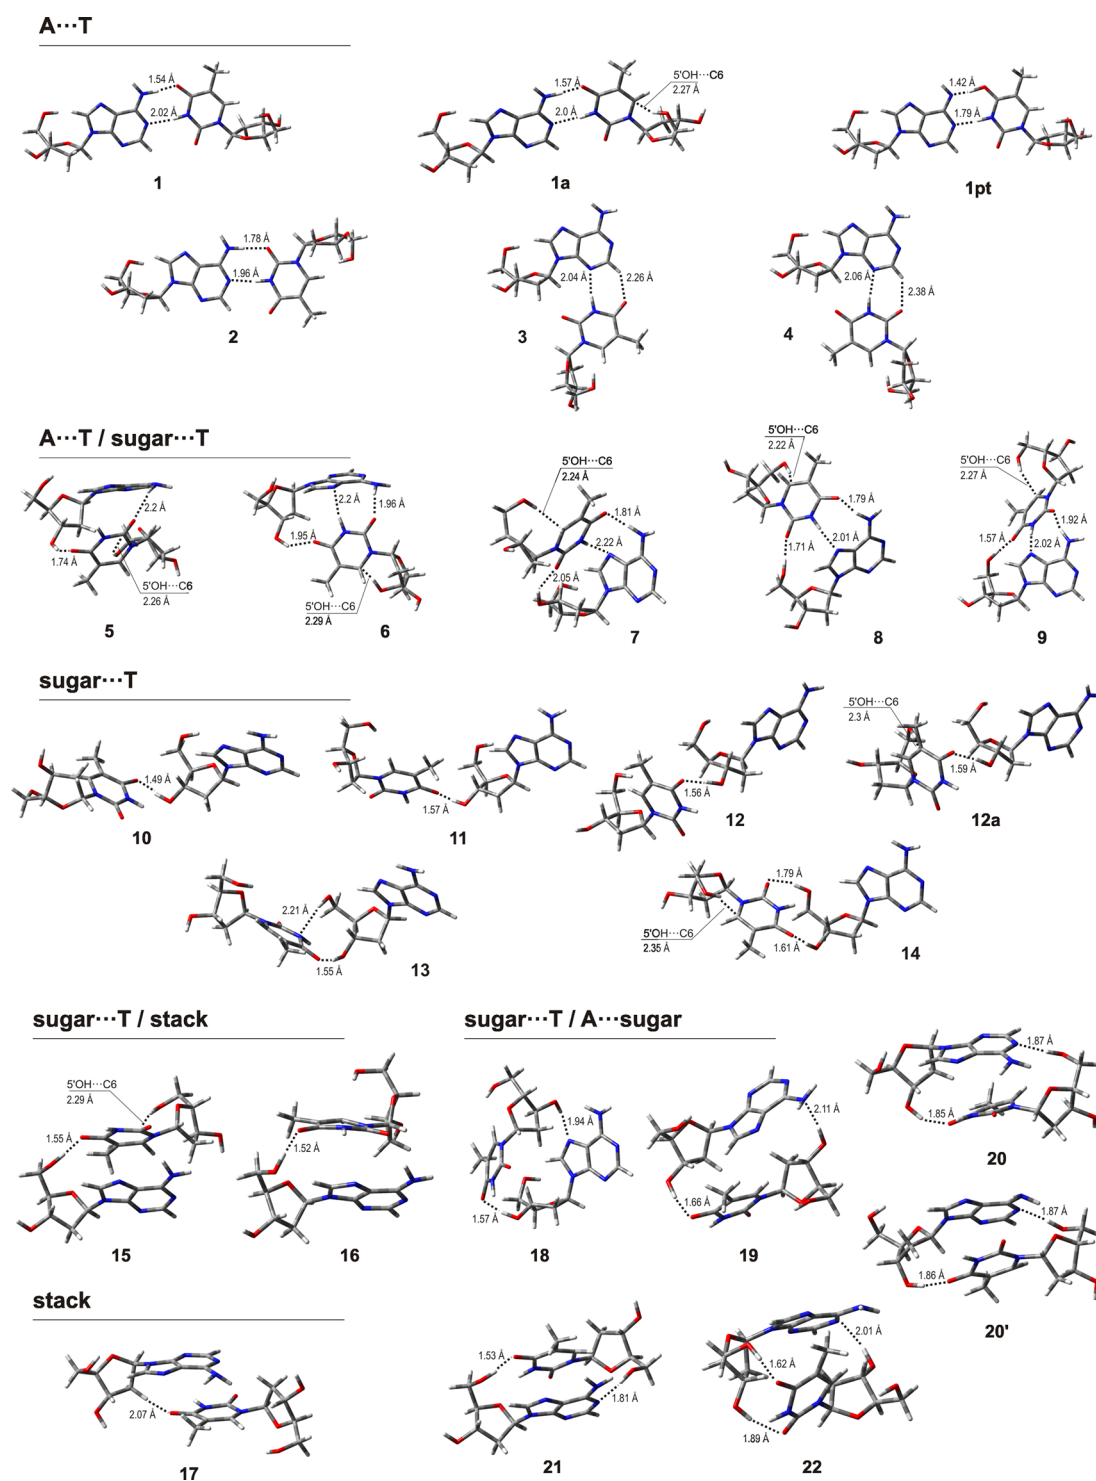 A···T
1.54 Å
2.02 Å
1
1.57 Å
2.0 Å
5'OH···C6
2.27 Å
1a
1.42 Å
1.79 Å
1pt
1.78 Å
1.96 Å
2
2.04 Å
2.26 Å
3
2.06 Å
2.38 Å
4
A···T / sugar···T
2.2 Å
1.74 Å
5'OH···C6
2.26 Å
5
2.2 Å
1.96 Å
1.95 Å
5'OH···C6
2.29 Å
6
5'OH···C6
2.24 Å
1.81 Å
2.22 Å
2.05 Å
7
5'OH···C6
2.22 Å
1.79 Å
2.01 Å
1.71 Å
8
5'OH···C6
2.27 Å
1.92 Å
1.57 Å
2.02 Å
9
sugar···T
1.49 Å
10
1.57 Å
11
1.56 Å
12
5'OH···C6
2.3 Å
1.59 Å
12a
2.21 Å
1.55 Å
13
1.79 Å
5'OH···C6
2.35 Å
1.61 Å
14
sugar···T / stack
5'OH···C6
2.29 Å
1.55 Å
15
1.52 Å
16
sugar···T / A···sugar
1.94 Å
1.57 Å
18
2.11 Å
1.66 Å
19
1.87 Å
1.85 Å
20
1.87 Å
1.86 Å
20'
stack
2.07 Å
17
1.53 Å
1.81 Å
21
2.01 Å
1.62 Å
1.89 Å
22